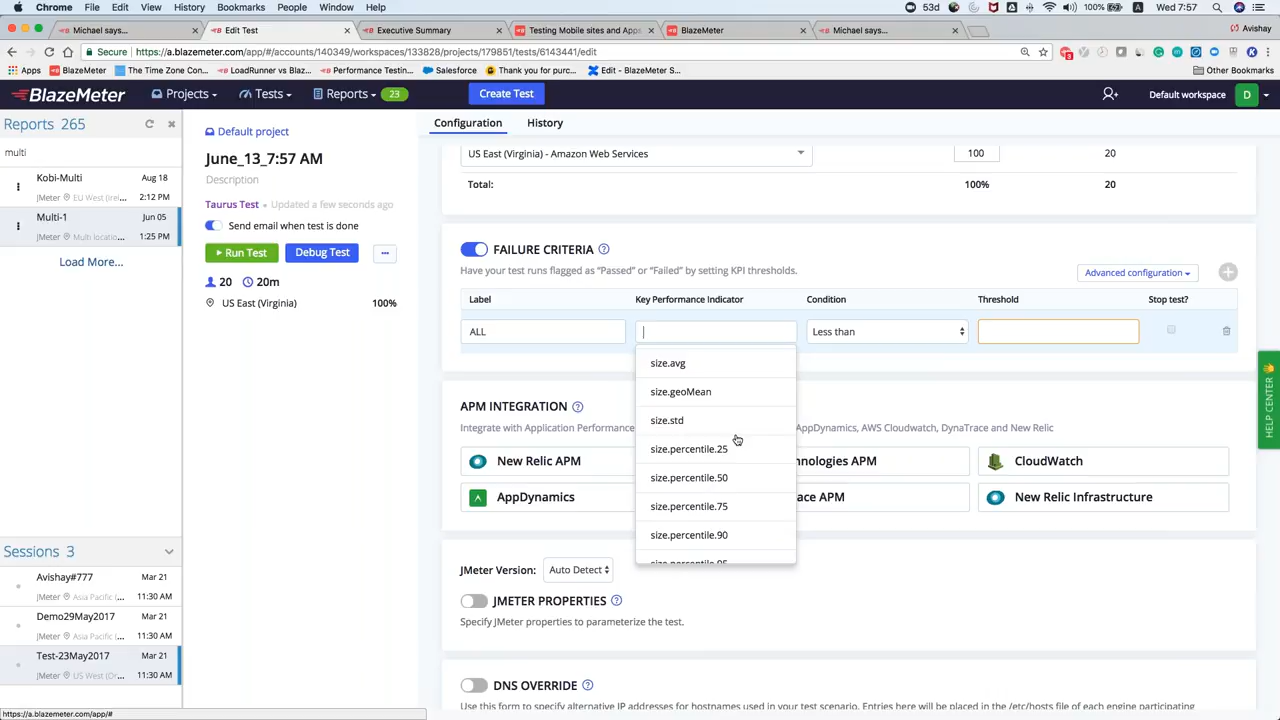 Chrome File Edit View History Bookmarks People Window Help 53d 100% Wed 7:57
Michael says... Edit Test Executive Summary Testing Mobile sites and Apps BlazeMeter Michael says... Avishay
Secure https://a.blazemeter.com/app/#/accounts/140349/workspaces/133828/projects/179851/tests/6143441/edit
Apps BlazeMeter The Time Zone Con... LoadRunner vs Blaz... Performance Testin... Salesforce Thank you for purc... Edit - BlazeMeter S... Other Bookmarks
BlazeMeter Projects Tests Reports 23 Create Test Default workspace D
Reports 265
multi
Kobi-Multi Aug 18
JMeter EU West (Irel... 2:12 PM
Multi-1 Jun 05
JMeter Multi locatio... 1:25 PM
Load More...
Sessions 3
Avishay#777 Mar 21
JMeter Asia Pacific (... 11:30 AM
Demo29May2017 Mar 21
JMeter Asia Pacific (... 11:30 AM
Test-23May2017 Mar 21
JMeter US West (Or... 11:30 AM
https://a.blazemeter.com/app/#
Default project
June_13_7:57 AM
Description
Taurus Test Updated a few seconds ago
Send email when test is done
Run Test Debug Test ...
20 20m
US East (Virginia) 100%
Configuration History
US East (Virginia) - Amazon Web Services 100 20
Total: 100% 20
FAILURE CRITERIA
Have your test runs flagged as “Passed” or “Failed” by setting KPI thresholds.
Advanced configuration
Label Key Performance Indicator Condition Threshold Stop test?
ALL Less than
size.avg
size.geoMean
size.std
size.percentile.25
size.percentile.50
size.percentile.75
size.percentile.90
size.percentile.95
APM INTEGRATION
Integrate with Application Performance AppDynamics, AWS Cloudwatch, DynaTrace and New Relic
New Relic APM hnologies APM CloudWatch
AppDynamics ace APM New Relic Infrastructure
JMeter Version: Auto Detect
JMETER PROPERTIES
Specify JMeter properties to parameterize the test.
DNS OVERRIDE
Use this form to specify alternative IP addresses for hostnames used in your test scenario. Entries here will be placed in the /etc/hosts file of each engine participating
HELP CENTER